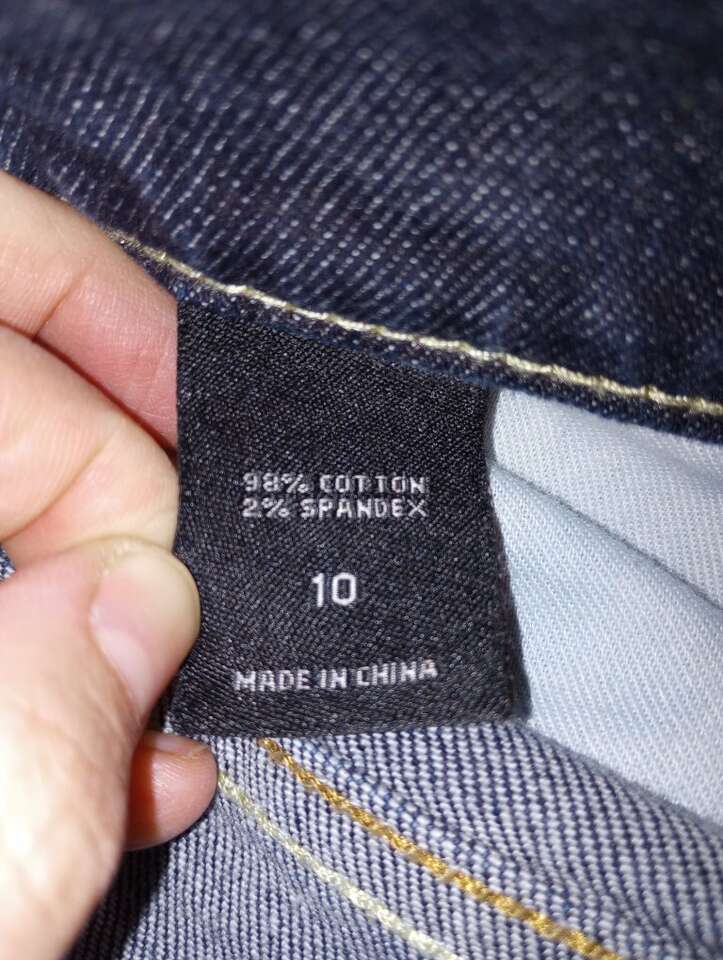 98% COTTON
2% SPANDEX
10
MADE IN CHINA